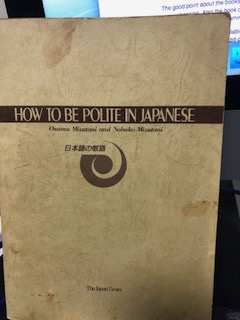 The good point about the books
HOW TO BE POLITE IN JAPANESE
Osamu Mizutani and Nobuko Mizutani
日本語の敬語
The Japan Times